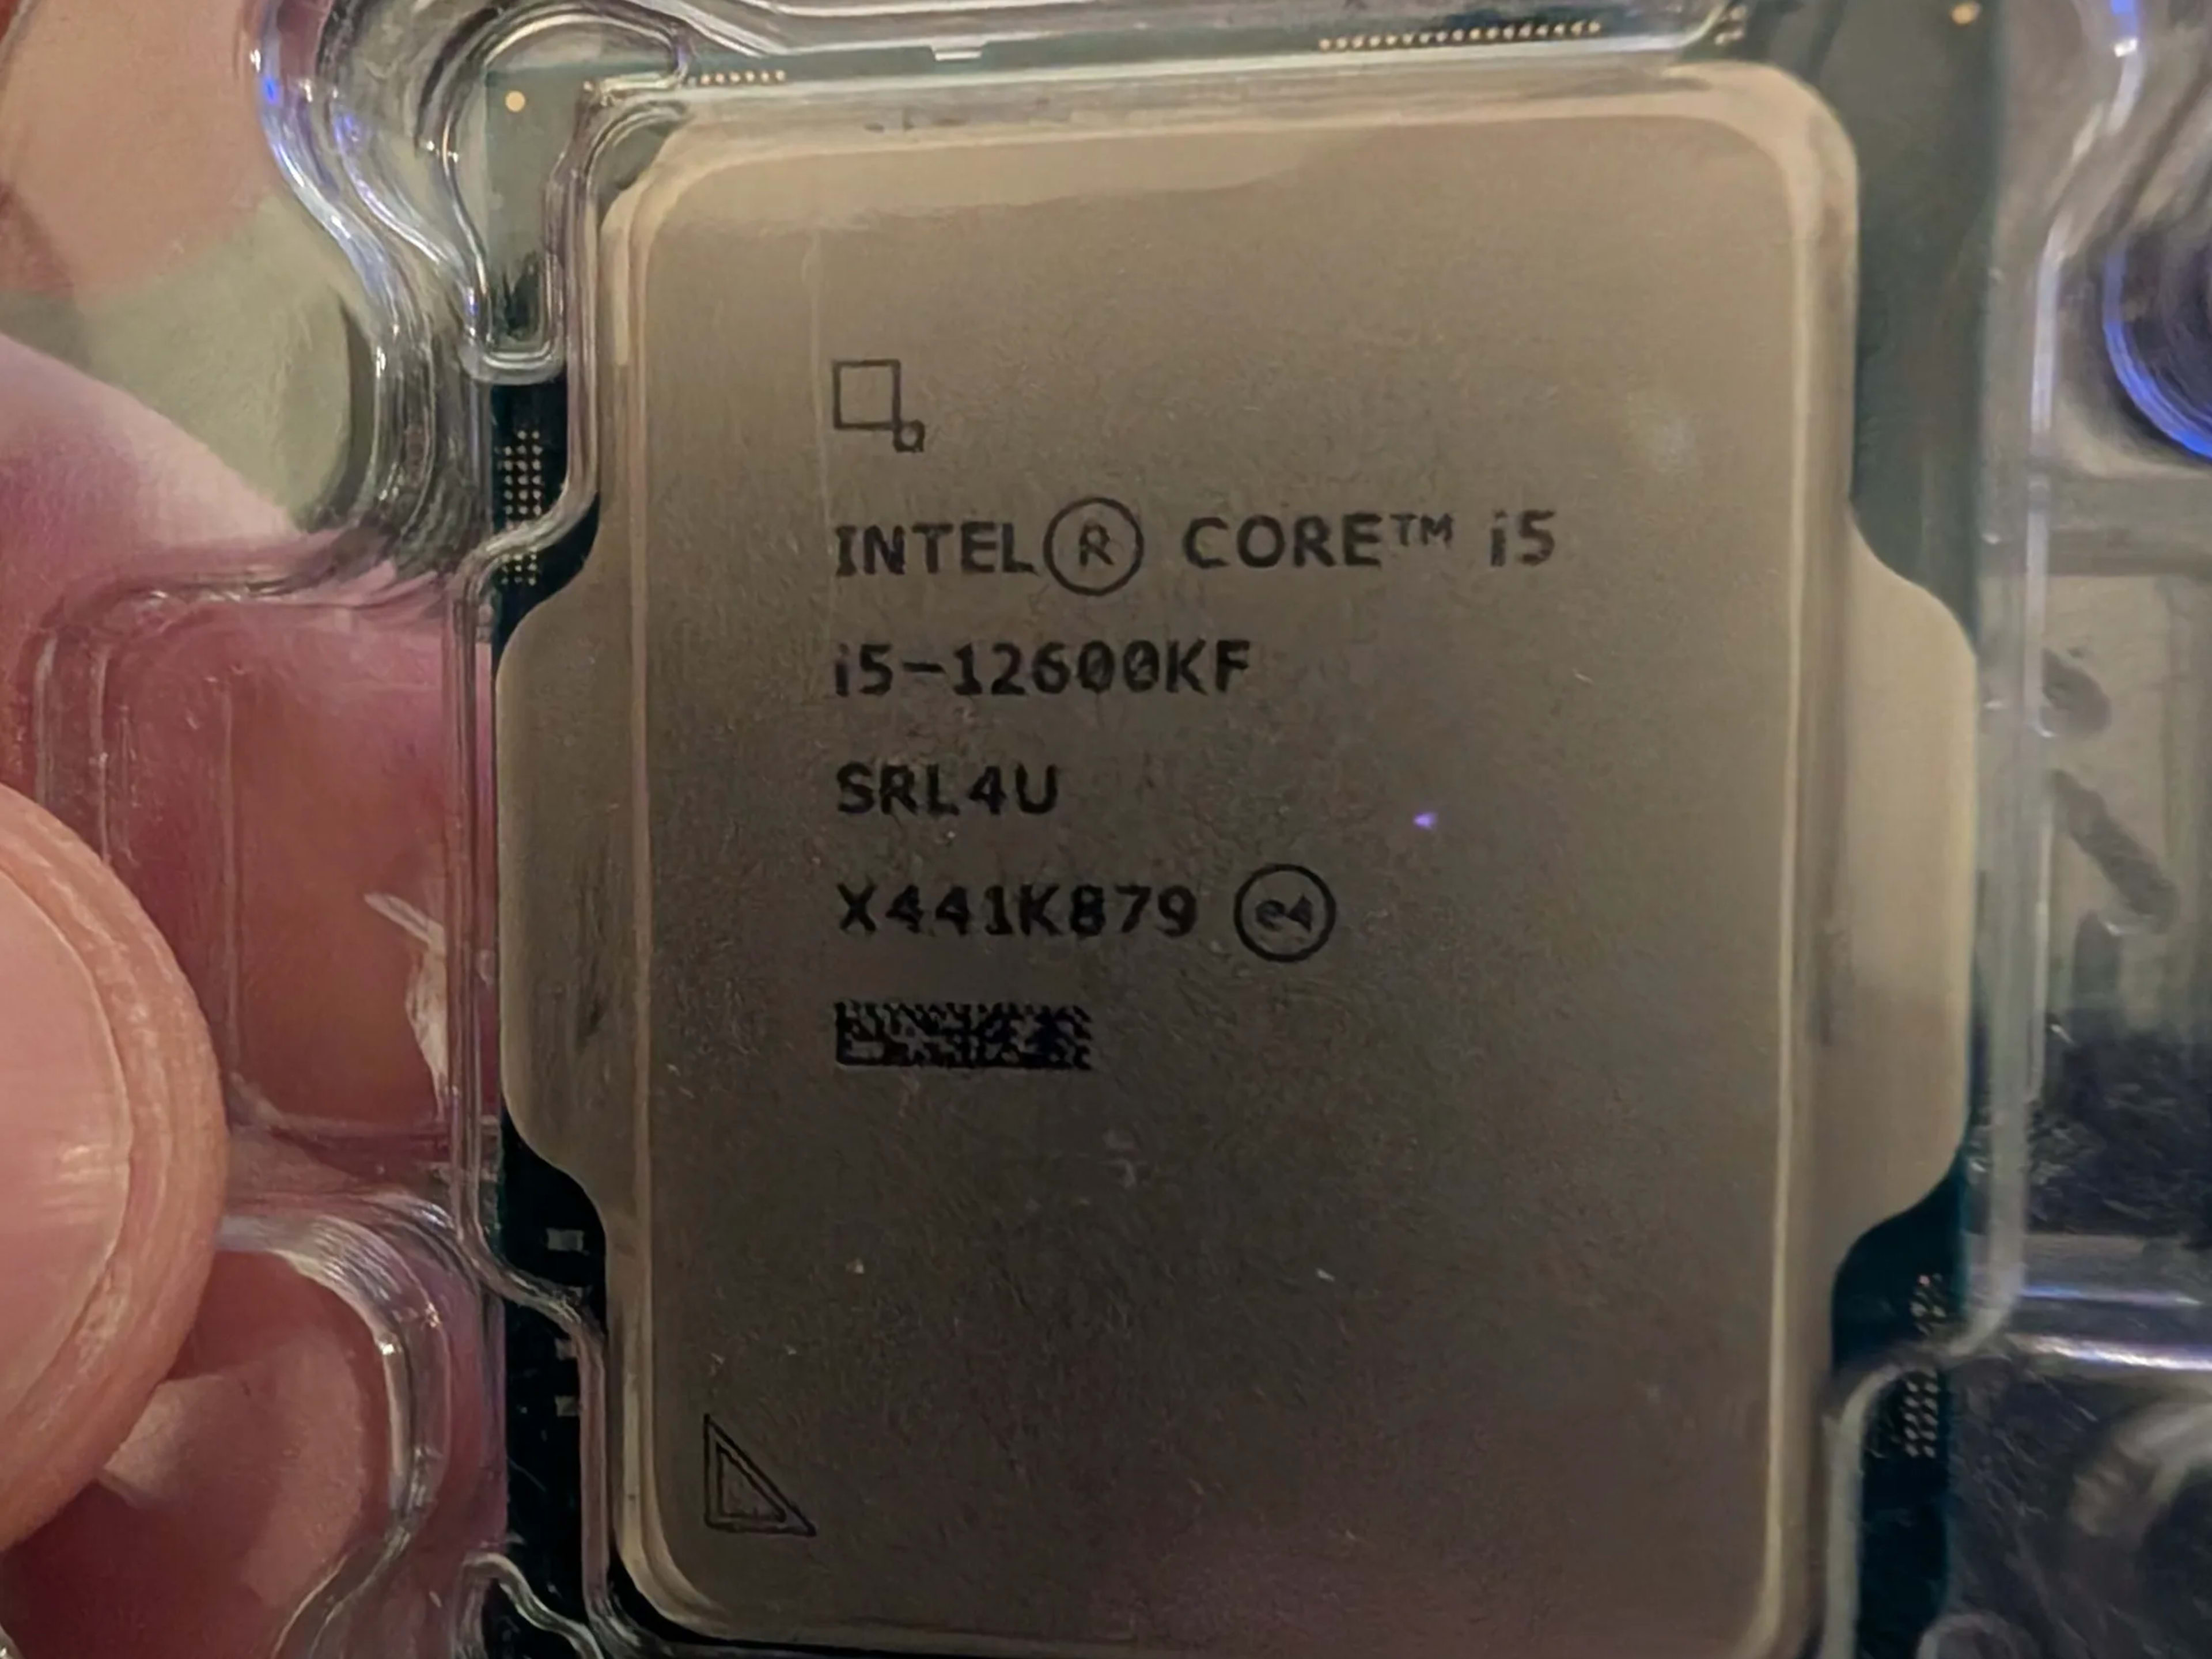 INTEL® CORE™ i5
i5-12600KF
SRL4U
X441K879 e4